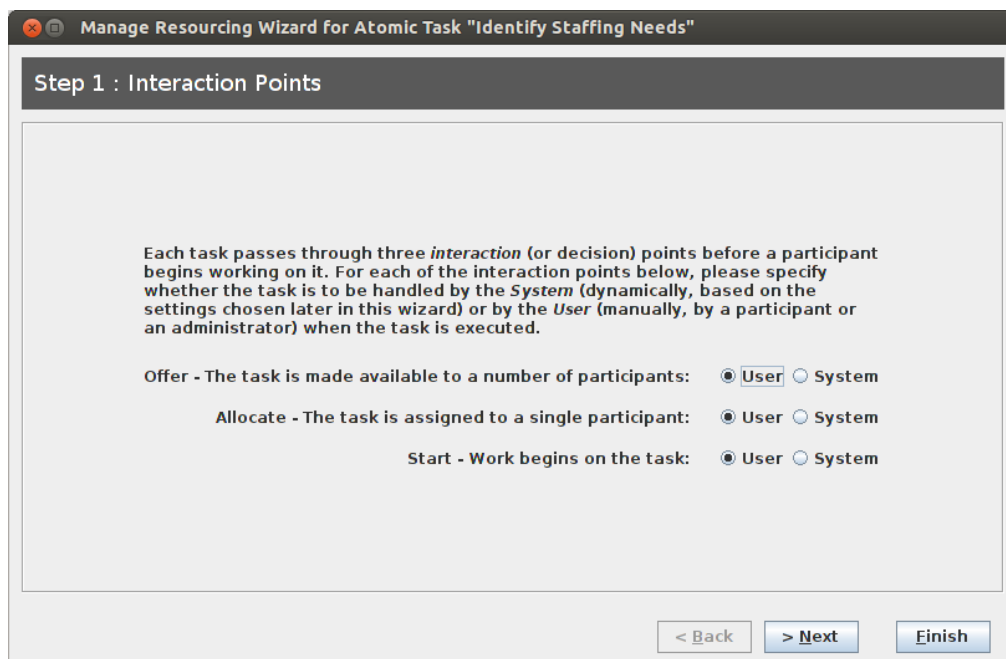 Manage Resourcing Wizard for Atomic Task "Identify Staffing Needs"
Step 1 : Interaction Points
Each task passes through three interaction (or decision) points before a participant
begins working on it. For each of the interaction points below, please specify
whether the task is to be handled by the System (dynamically, based on the
settings chosen later in this wizard) or by the User (manually, by a participant or
an administrator) when the task is executed.
Offer - The task is made available to a number of participants: User System
Allocate - The task is assigned to a single participant: User System
Start - Work begins on the task: User System
< Back > Next Finish